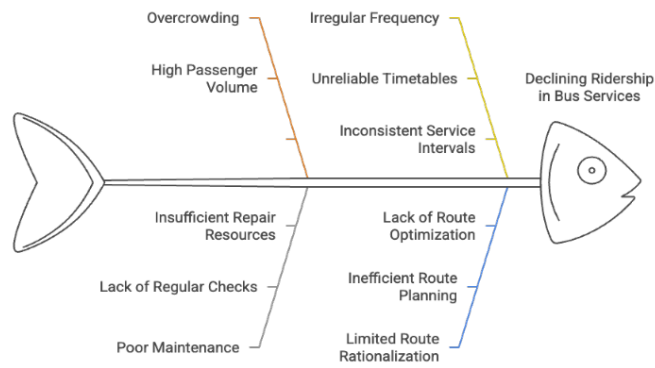 Overcrowding
Irregular Frequency
High Passenger
Volume
Unreliable Timetables
Declining Ridership
in Bus Services
Inconsistent Service
Intervals
Insufficient Repair
Resources
Lack of Route
Optimization
Lack of Regular Checks
Inefficient Route
Planning
Poor Maintenance
Limited Route
Rationalization